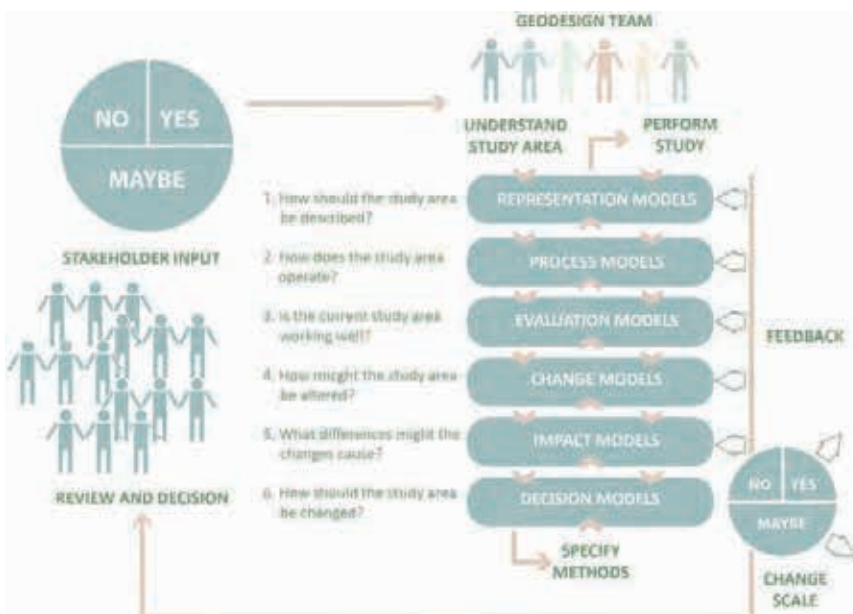 GEODESIGN TEAM
NO
YES
MAYBE
UNDERSTAND
STUDY AREA
PERFORM
STUDY
1. How should the study area
be described?
REPRESENTATION MODELS
STAKEHOLDER INPUT
2. How does the study area
operate?
PROCESS MODELS
3. Is the current study area
working well?
EVALUATION MODELS
FEEDBACK
4. How micght the study area
be altered?
CHANGE MODELS
5. What differences might the
changes cause?
IMPACT MODELS
REVIEW AND DECISION
6. How should the study area
be changed?
DECISION MODELS
NO
YES
MAYBE
SPECIFY
METHODS
CHANGE
SCALE